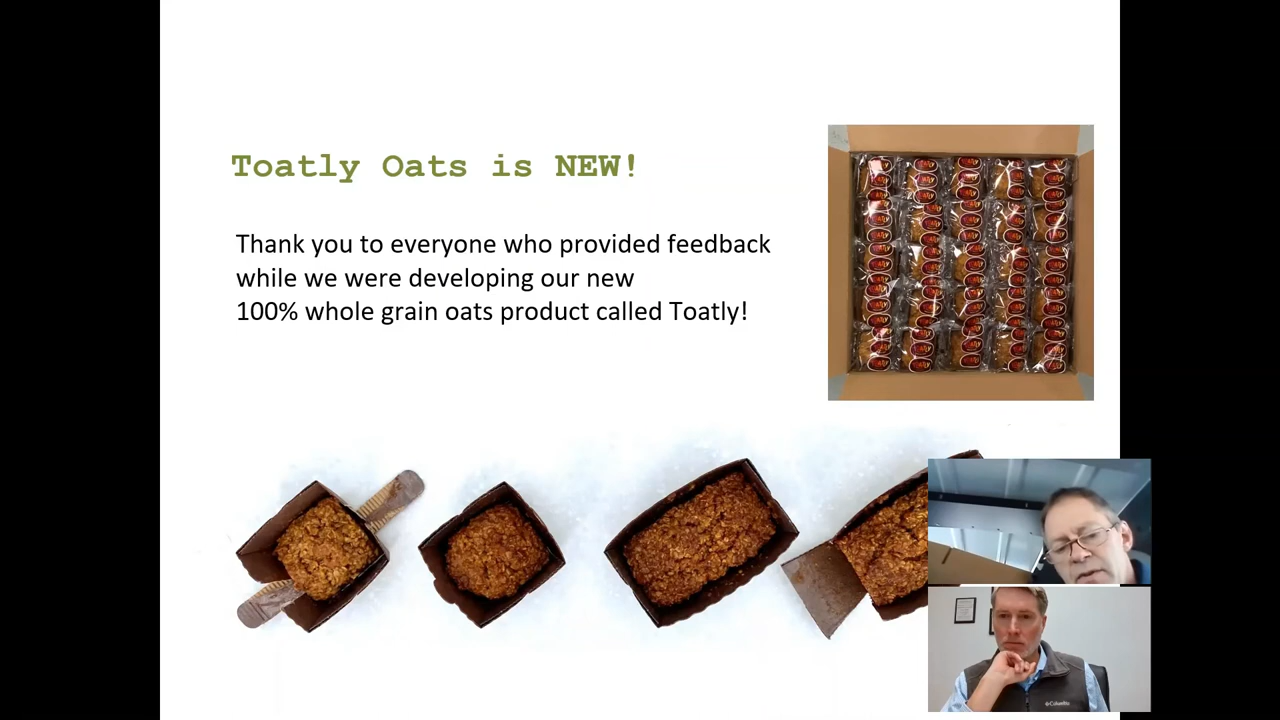 Toatly Oats is NEW!
Thank you to everyone who provided feedback
while we were developing our new
100% whole grain oats product called Toatly!
Columbia